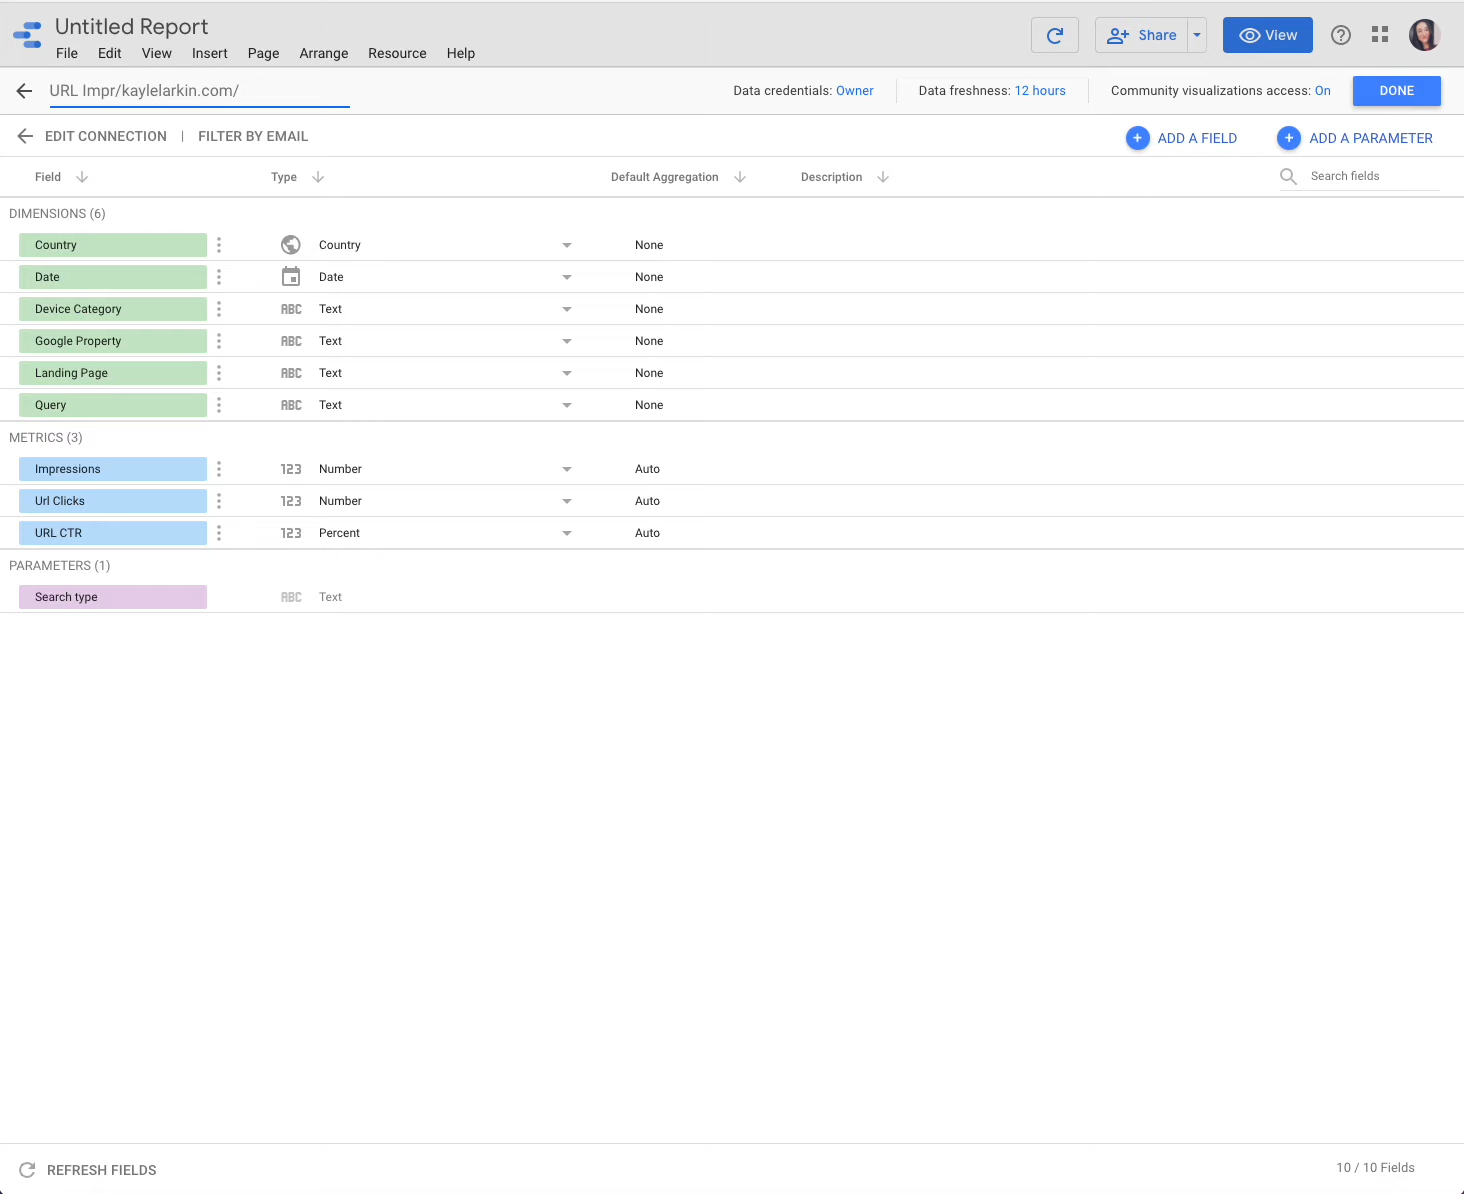 Untitled Report
File Edit View Insert Page Arrange Resource Help
Share
View
URL Impr/kaylelarkin.com/
Data credentials: Owner
Data freshness: 12 hours
Community visualizations access: On
DONE
EDIT CONNECTION | FILTER BY EMAIL
ADD A FIELD
ADD A PARAMETER
Field Type Default Aggregation Description Search fields
DIMENSIONS (6)
Country Country None
Date Date None
Device Category ABC Text None
Google Property ABC Text None
Landing Page ABC Text None
Query ABC Text None
METRICS (3)
Impressions 123 Number Auto
Url Clicks 123 Number Auto
URL CTR 123 Percent Auto
PARAMETERS (1)
Search type ABC Text
REFRESH FIELDS
10 / 10 Fields